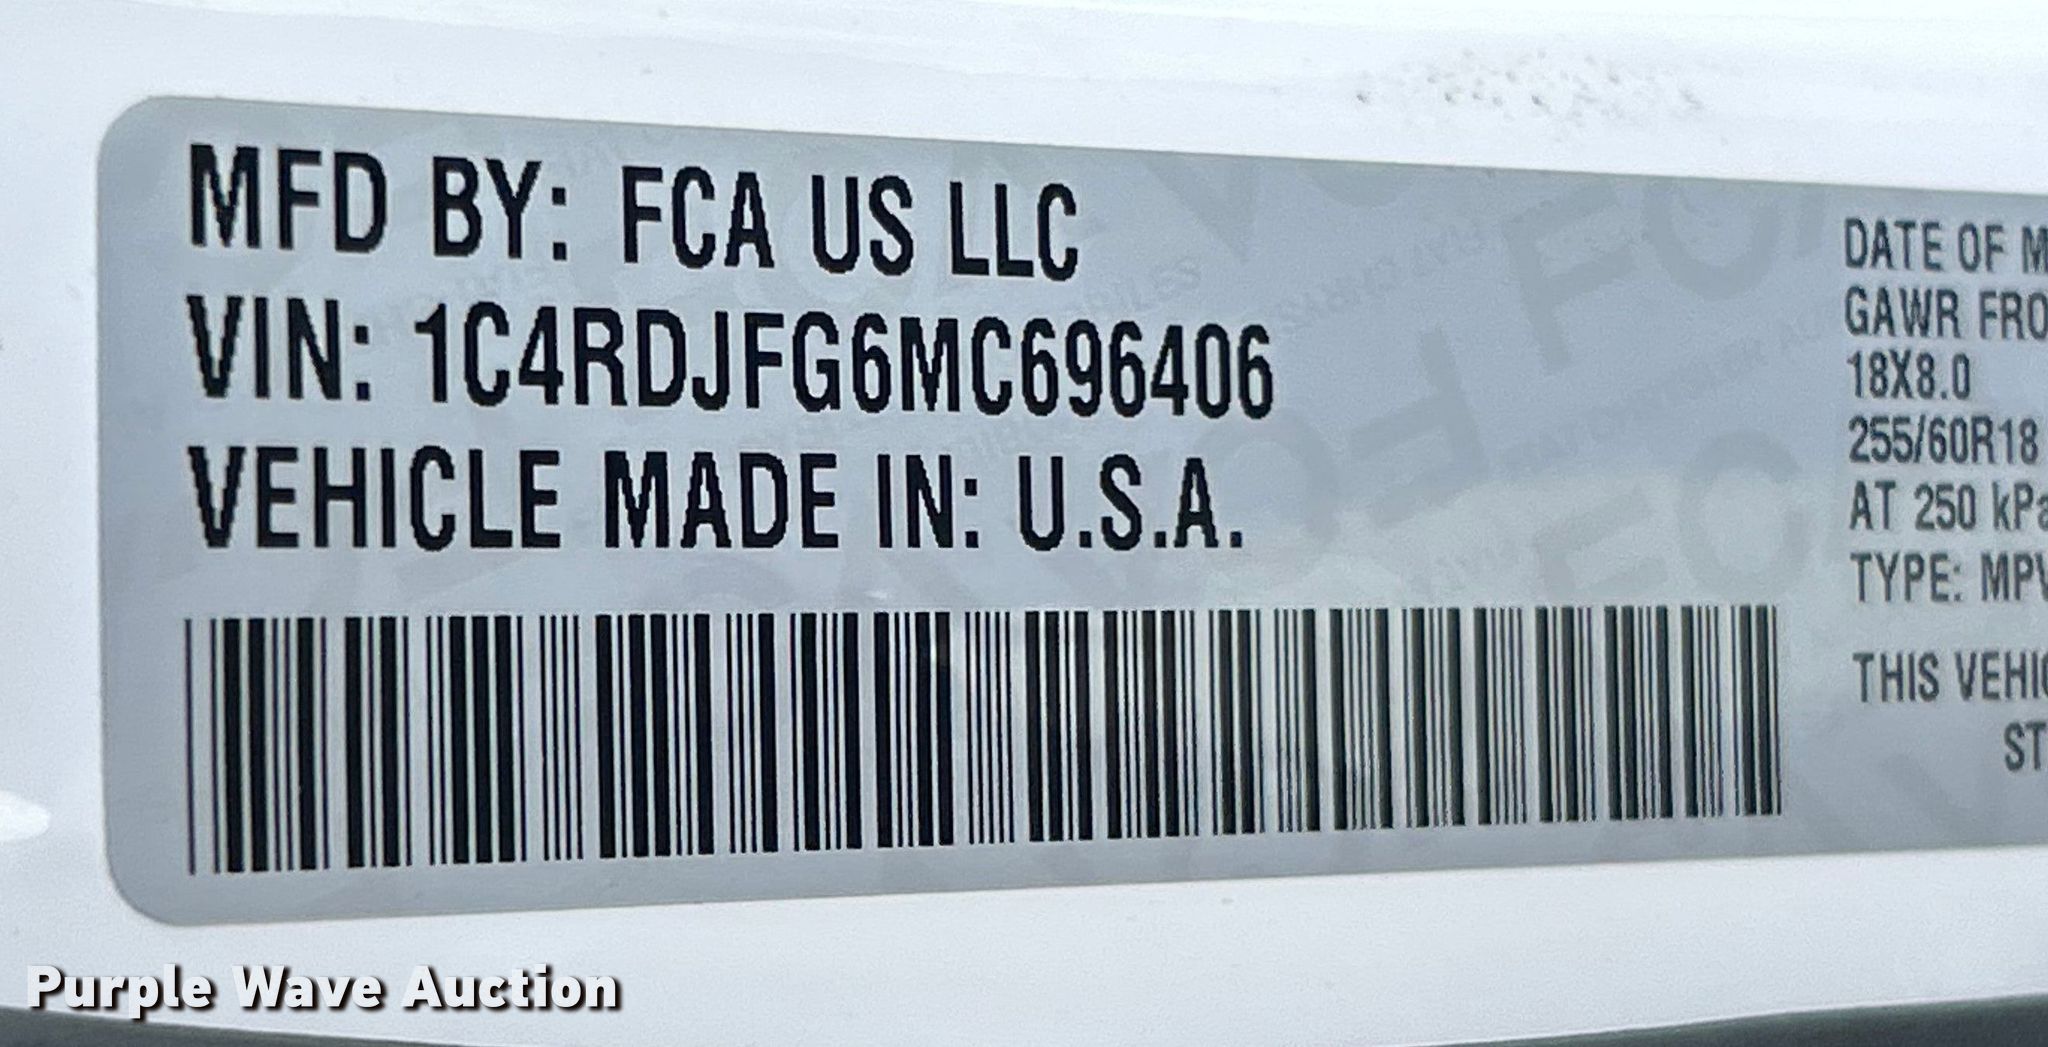 MFD BY: FCA US LLC
VIN: 1C4RDJFG6MC696406
VEHICLE MADE IN: U.S.A.
DATE OF M
GAWR FRO
18X8.0
255/60R18
AT 250 kPa
TYPE: MPV
THIS VEHIC
ST
Purple Wave Auction